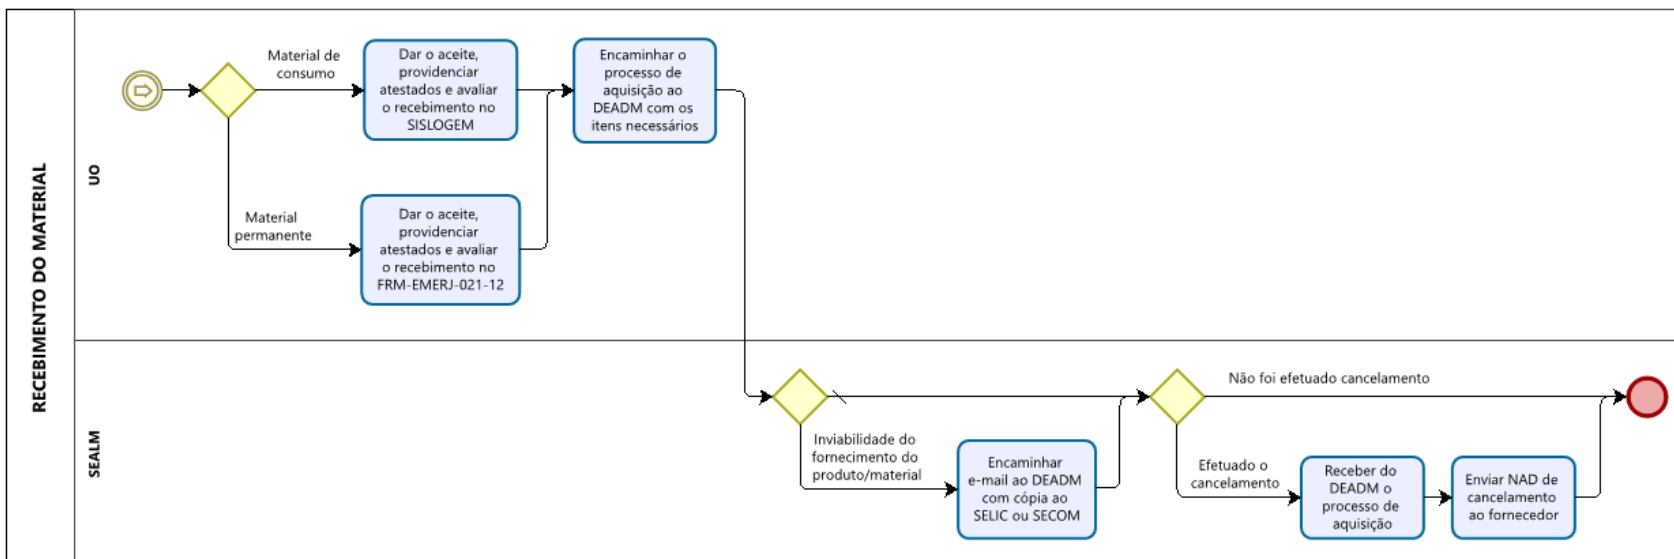 RECEBIMENTO DO MATERIAL
UO
Material de
consumo
Dar o aceite,
providenciar
atestados e avaliar
o recebimento no
SISLOGEM
Encaminhar o
processo de
aquisição ao
DEADM com os
itens necessários
Material
permanente
Dar o aceite,
providenciar
atestados e avaliar
o recebimento no
FRM-EMERJ-021-12
SEALM
Inviabilidade do
fornecimento do
produto/material
Encaminhar
e-mail ao DEADM
com cópia ao
SELIC ou SECOM
Não foi efetuado cancelamento
Efetuado o
cancelamento
Receber do
DEADM o
processo de
aquisição
Enviar NAD de
cancelamento
ao fornecedor